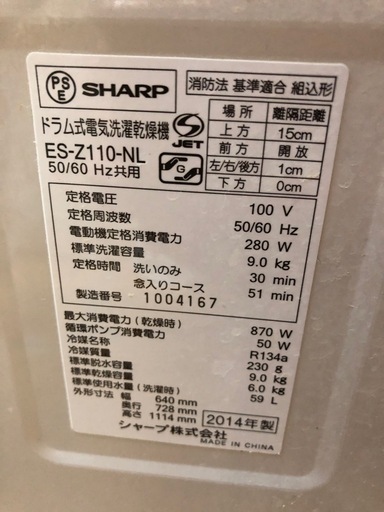 PS
E
SHARP
ドラム式電気洗濯乾燥機
S
JET
ES-Z110-NL
50/60 Hz共用
G
消防法 基準適合 組込形
場所 離隔距離
上方 15cm
前方 開放
左/右/後方 1cm
下方 0cm
定格電圧 100 V
定格周波数 50/60 Hz
電動機定格消費電力 280 W
標準洗濯容量 9.0 kg
定格時間 洗いのみ 30 min
念入りコース 51 min
製造番号 1004167
最大消費電力(乾燥時) 870 W
循環ポンプ消費電力 50 W
冷媒名称 R134a
冷媒質量 230 g
標準脱水容量 9.0 kg
標準乾燥容量 6.0 kg
標準使用水量(洗濯時) 59 L
外形寸法 幅 640 mm
奥行 728 mm
高さ 1114 mm
2014年製
シャープ株式会社
MADE IN CHINA